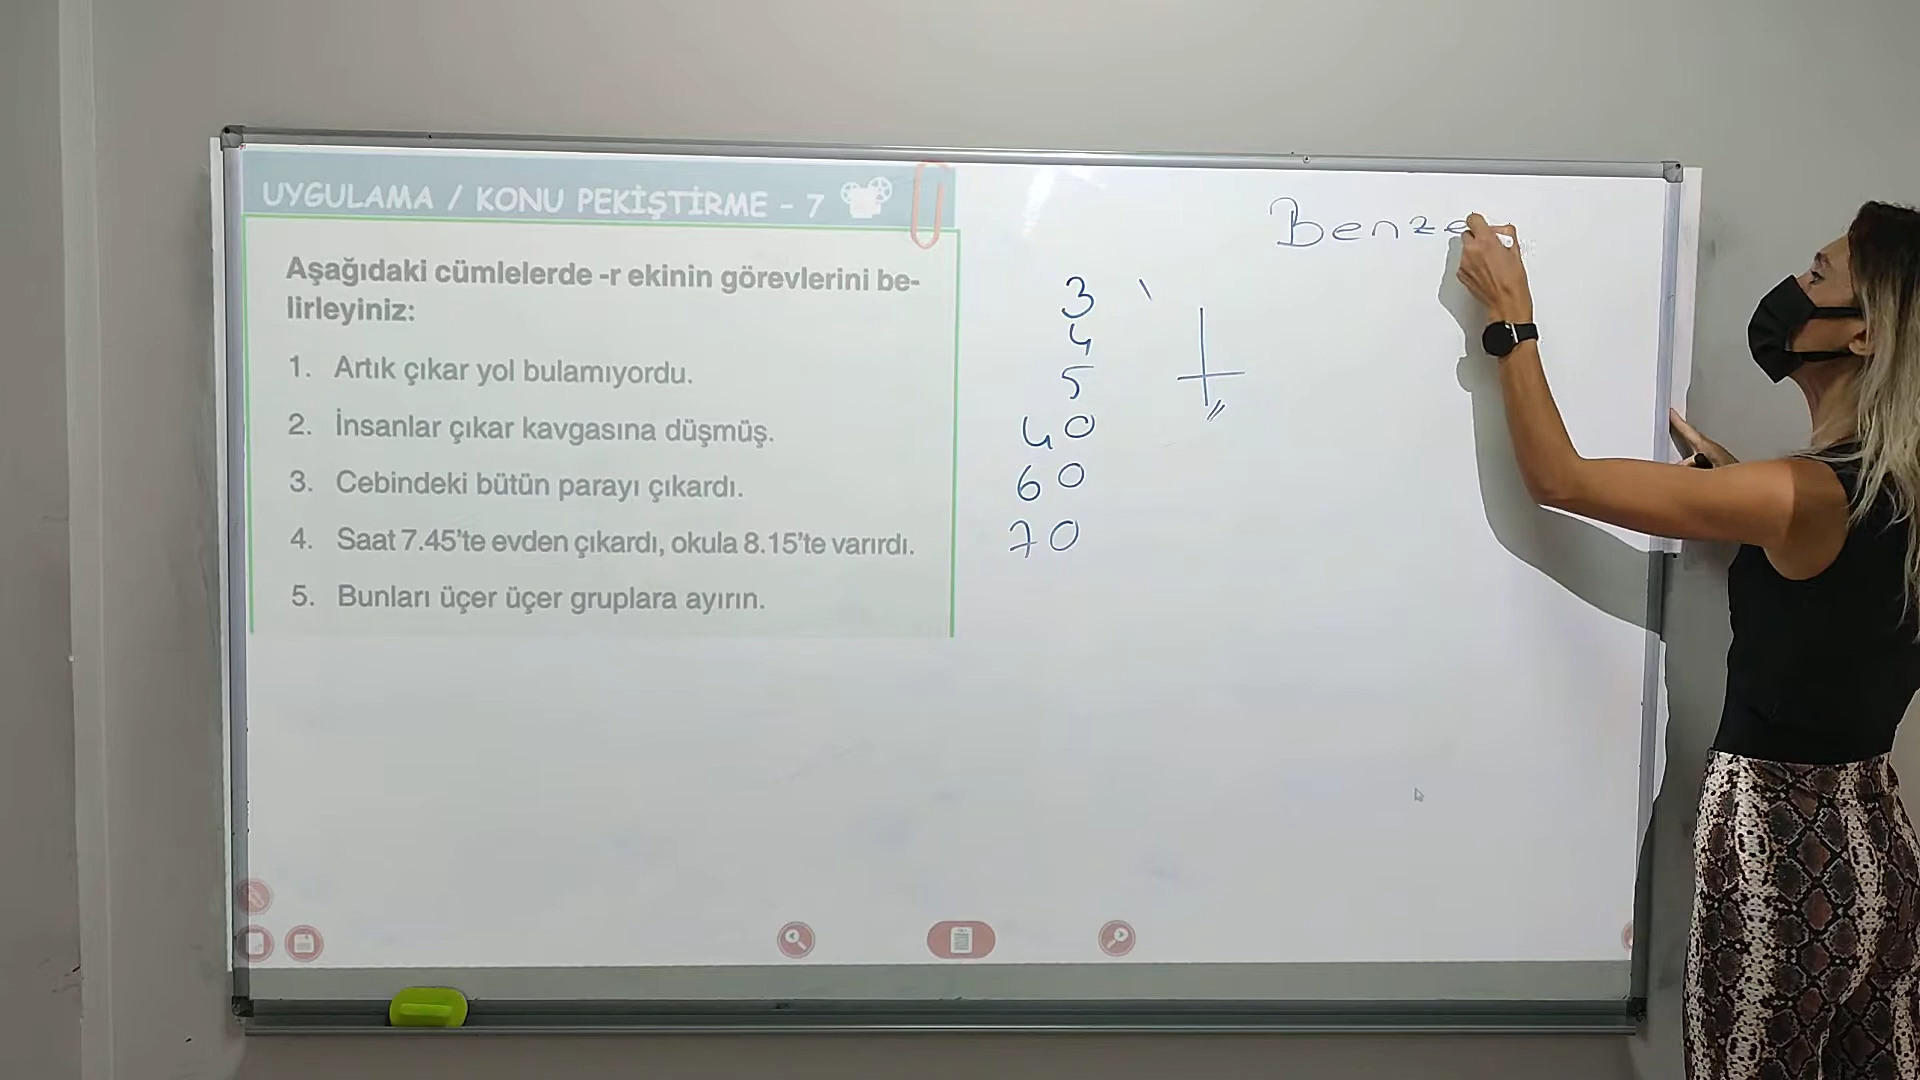 UYGULAMA / KONU PEKİŞTİRME - 7
Aşağıdaki cümlelerde -r ekinin görevlerini be-
lirleyiniz:
1. Artık çıkar yol bulamıyordu.
2. İnsanlar çıkar kavgasına düşmüş.
3. Cebindeki bütün parayı çıkardı.
4. Saat 7.45'te evden çıkardı, okula 8.15'te varırdı.
5. Bunları üçer üçer gruplara ayırın.
3
4
5
40
60
70
Benze